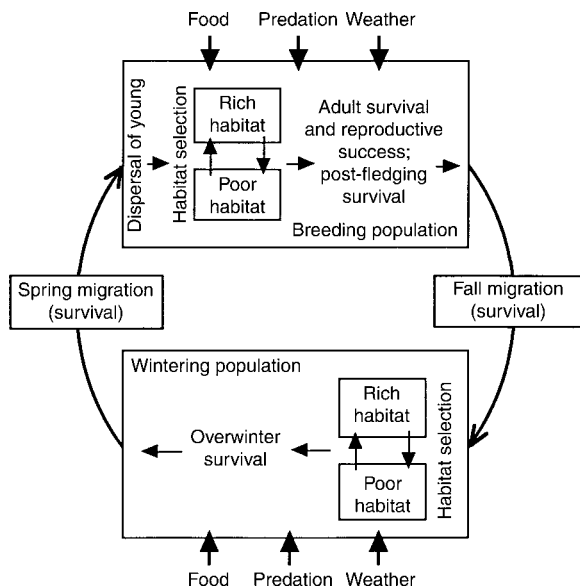 Food Predation Weather
Dispersal of young
Habitat selection
Rich
habitat
Poor
habitat
Adult survival
and reproductive
success;
post-fledging
survival
Breeding population
Spring migration
(survival)
Fall migration
(survival)
Wintering population
Overwinter
survival
Rich
habitat
Poor
habitat
Habitat selection
Food Predation Weather